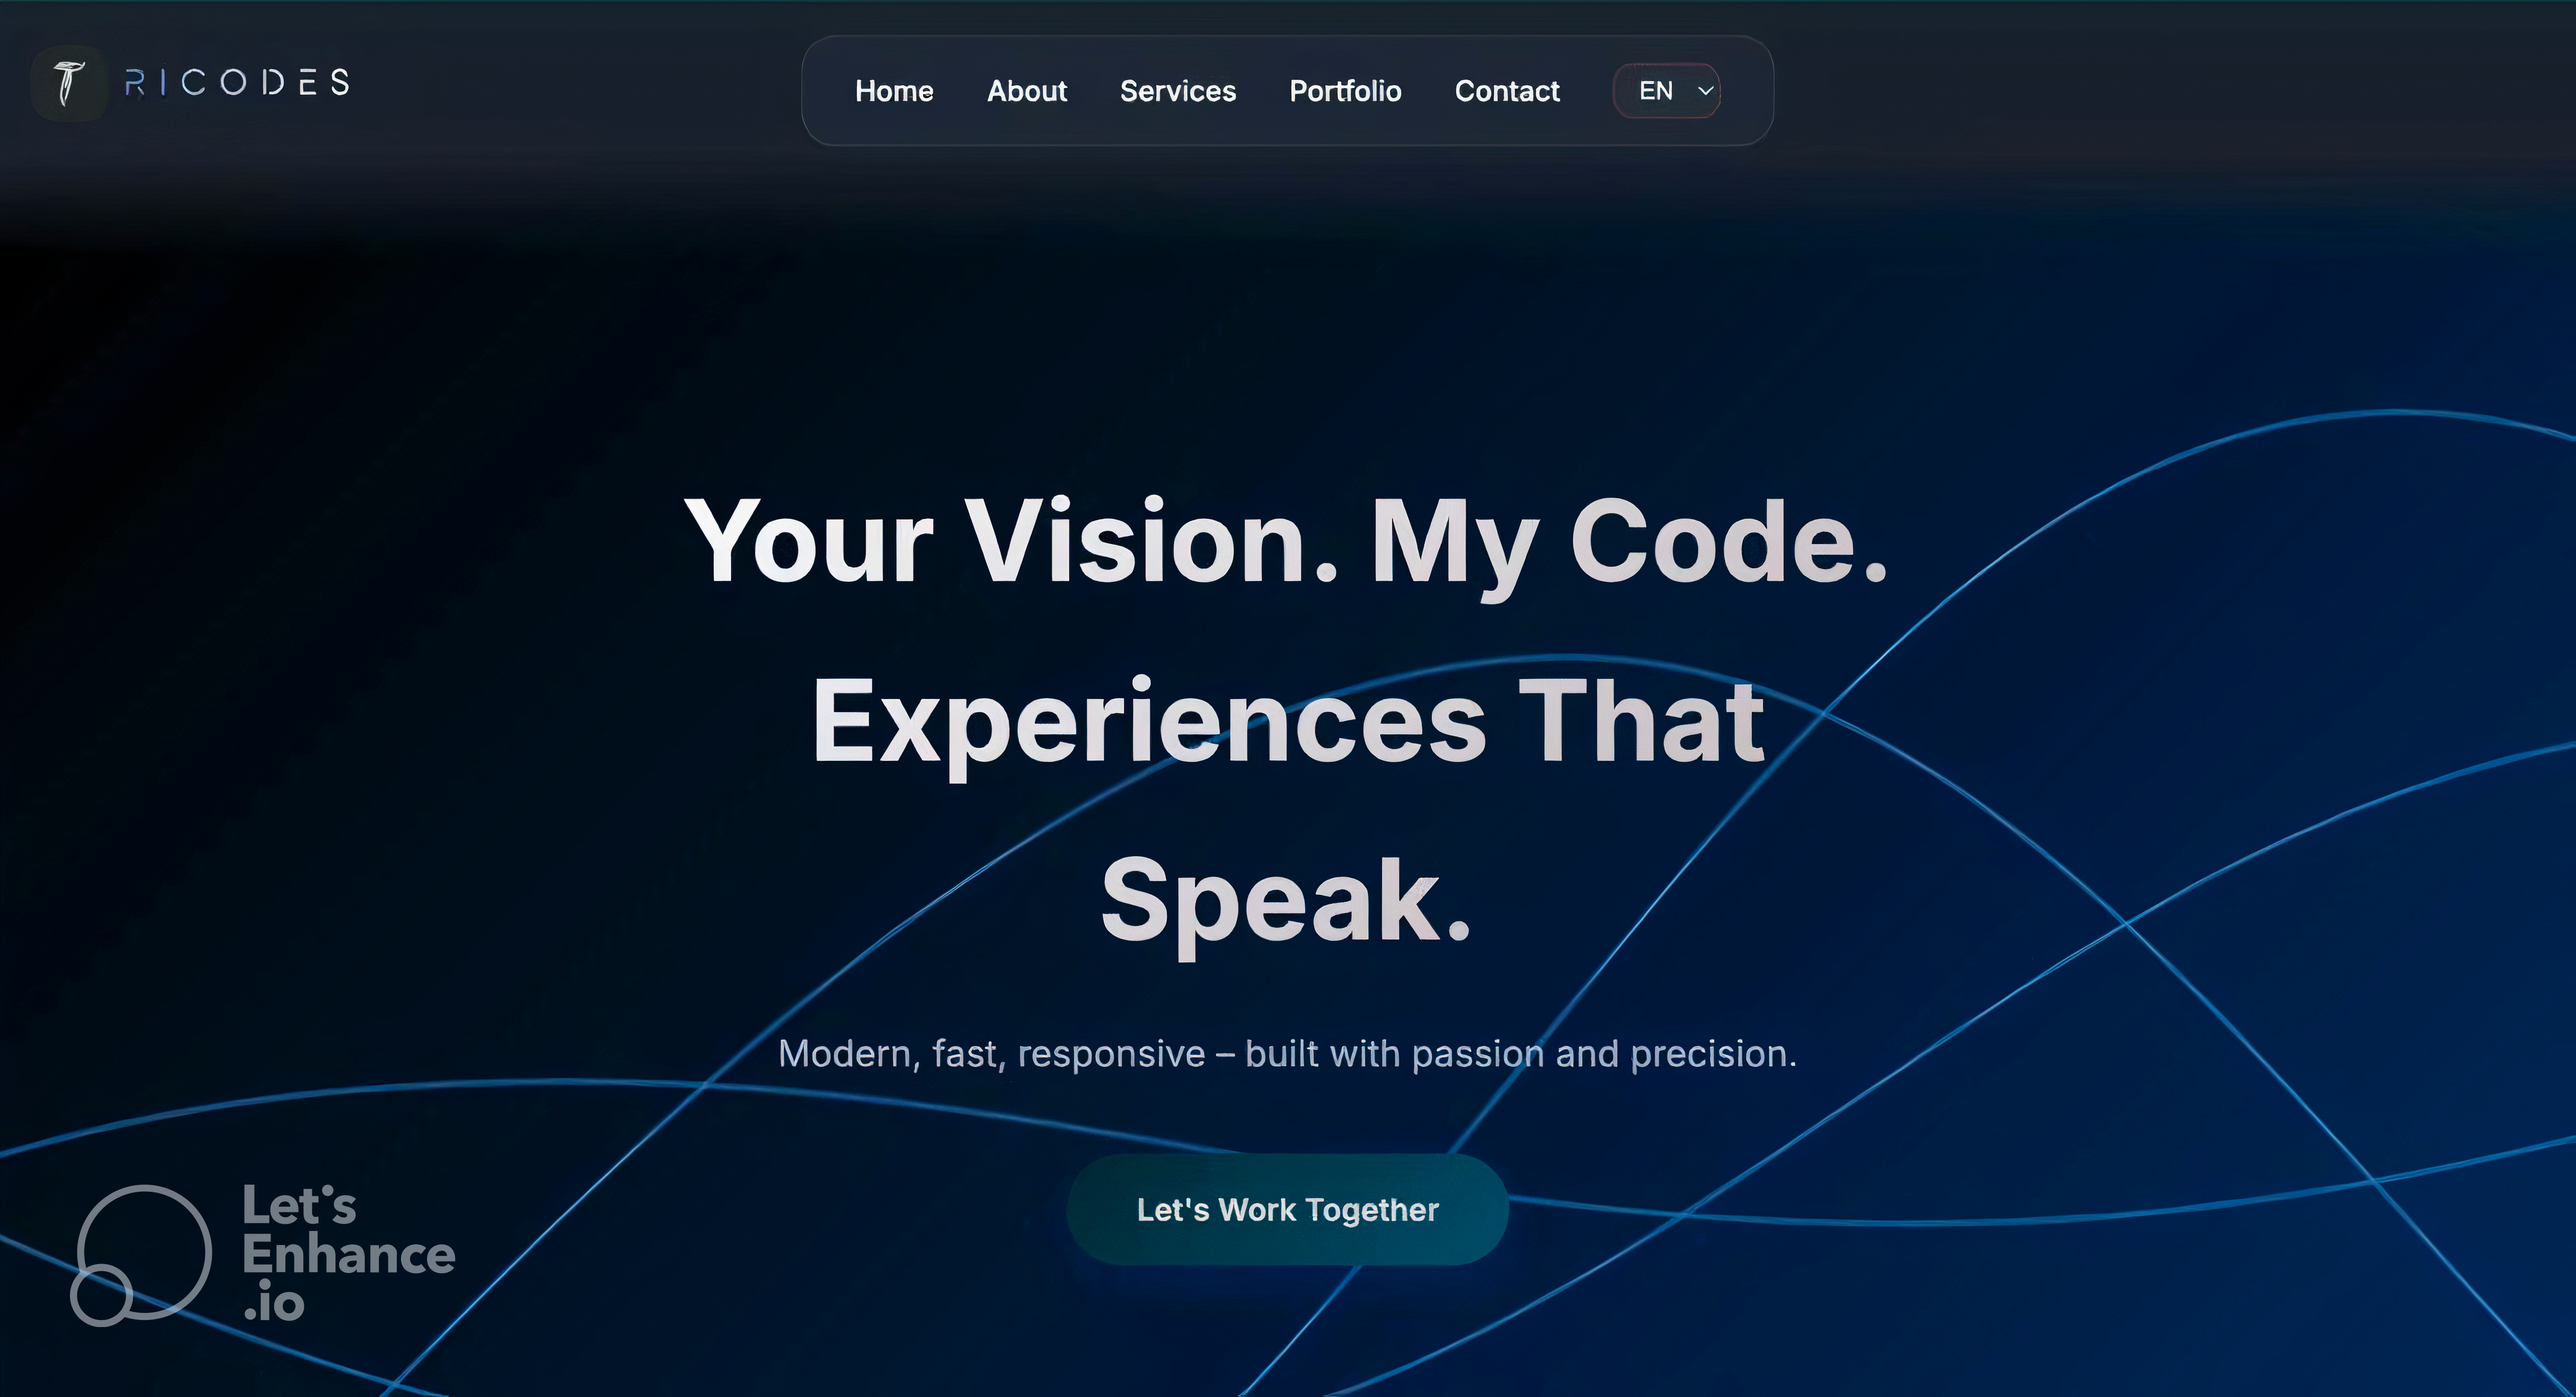 T RICODES
Home About Services Portfolio Contact EN
Your Vision. My Code.
Experiences That
Speak.
Modern, fast, responsive – built with passion and precision.
Let's Work Together
Let's
Enhance
.io